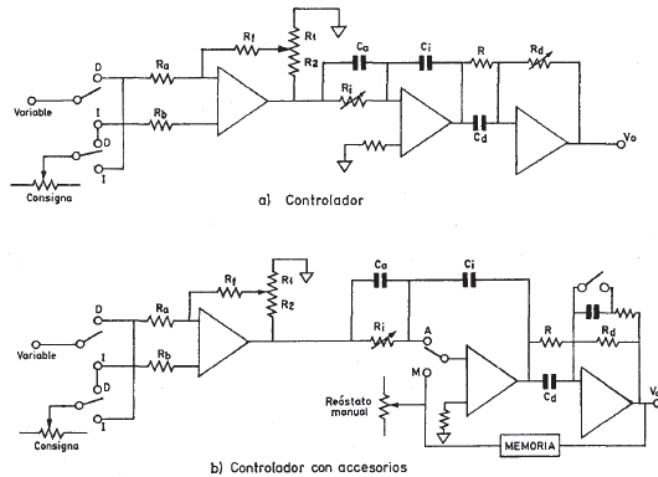 R1
Rf
Ca
Ci
R
Rd
D
Ra
R2
Variable
Ri
I
Rb
D
I
Cd
Vo
Consigna
a) Controlador
R1
Ca
Ci
Rf
R2
D
Ra
Ri
A
R
Rd
Variable
I
Rb
M
D
Cd
Reóstato
manual
Vo
I
MEMORIA
Consigna
b) Controlador con accesorios